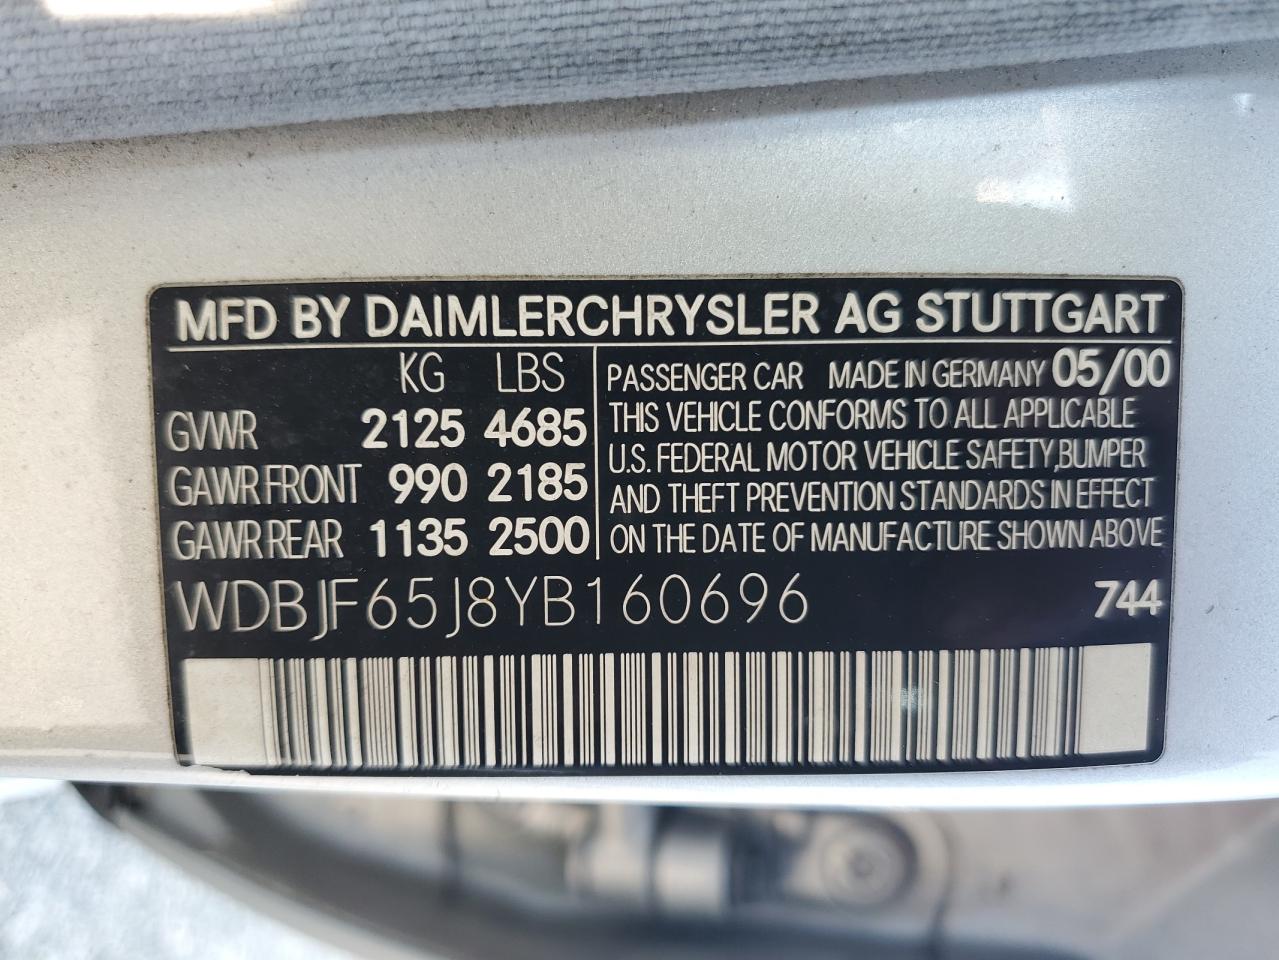 MFD BY DAIMLERCHRYSLER AG STUTTGART
KG LBS
GVWR 2125 4685
GAWR FRONT 990 2185
GAWR REAR 1135 2500
PASSENGER CAR MADE IN GERMANY 05/00
THIS VEHICLE CONFORMS TO ALL APPLICABLE
U.S. FEDERAL MOTOR VEHICLE SAFETY,BUMPER
AND THEFT PREVENTION STANDARDS IN EFFECT
ON THE DATE OF MANUFACTURE SHOWN ABOVE
WDBJF65J8YB160696 744